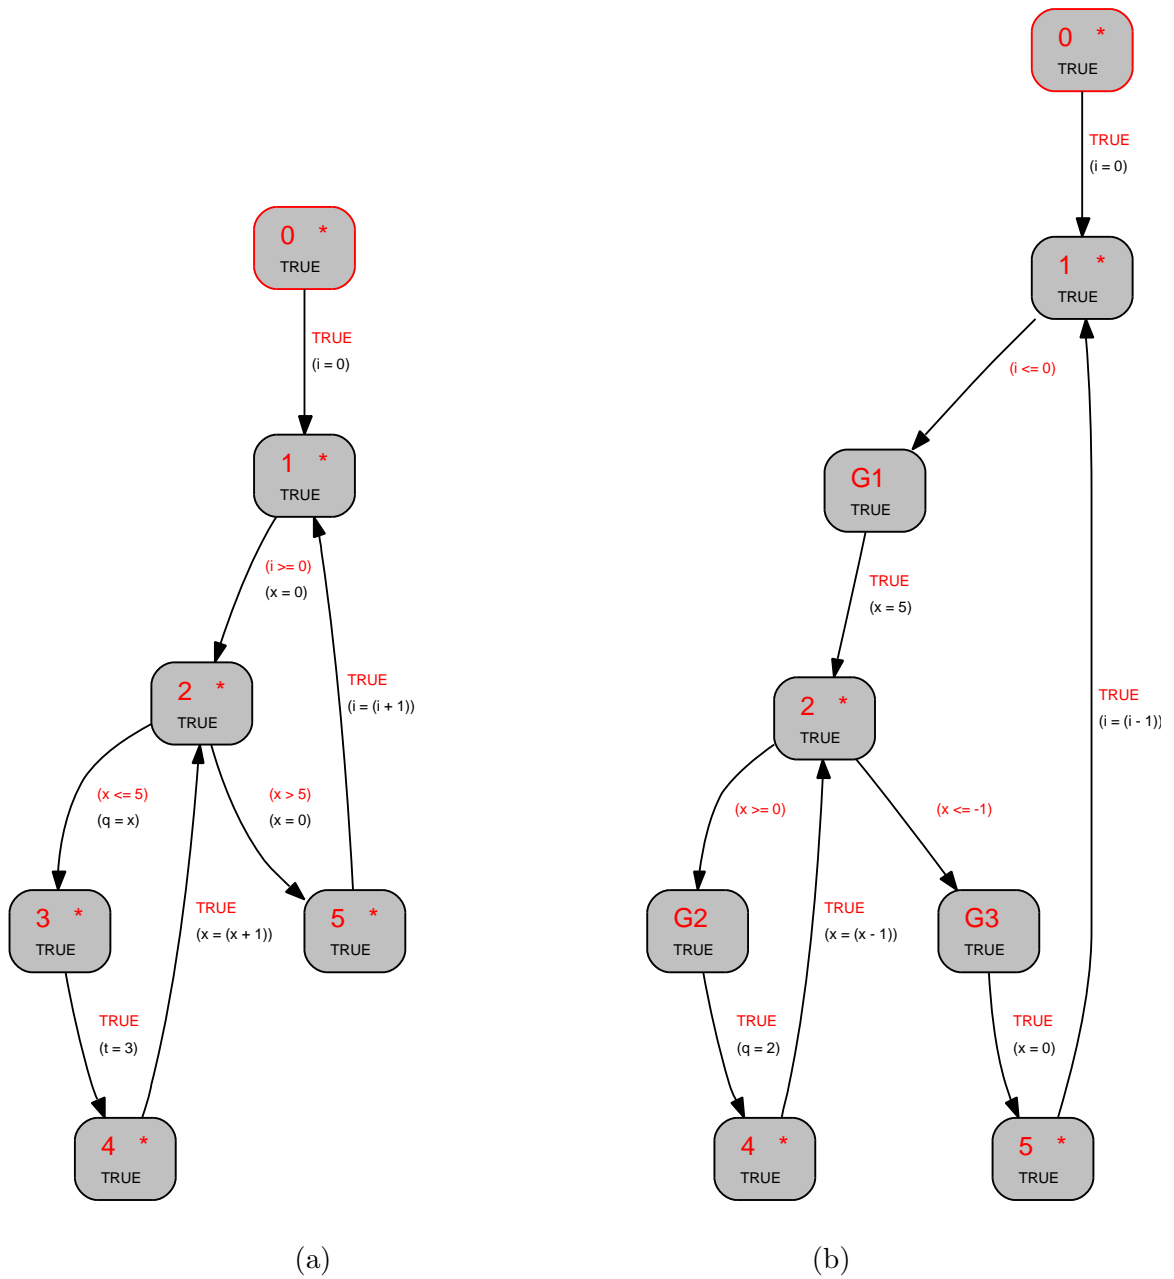 0 *
TRUE
TRUE
(i = 0)
1 *
TRUE
(i >= 0)
(x = 0)
2 *
TRUE
TRUE
(i = (i + 1))
(x <= 5)
(q = x)
(x > 5)
(x = 0)
3 *
TRUE
TRUE
(x = (x + 1))
5 *
TRUE
TRUE
(t = 3)
4 *
TRUE
(a)
0 *
TRUE
TRUE
(i = 0)
1 *
TRUE
(i <= 0)
G1
TRUE
TRUE
(x = 5)
2 *
TRUE
TRUE
(i = (i - 1))
(x >= 0)
(x <= -1)
G2
TRUE
TRUE
(x = (x - 1))
G3
TRUE
TRUE
(q = 2)
TRUE
(x = 0)
4 *
TRUE
5 *
TRUE
(b)